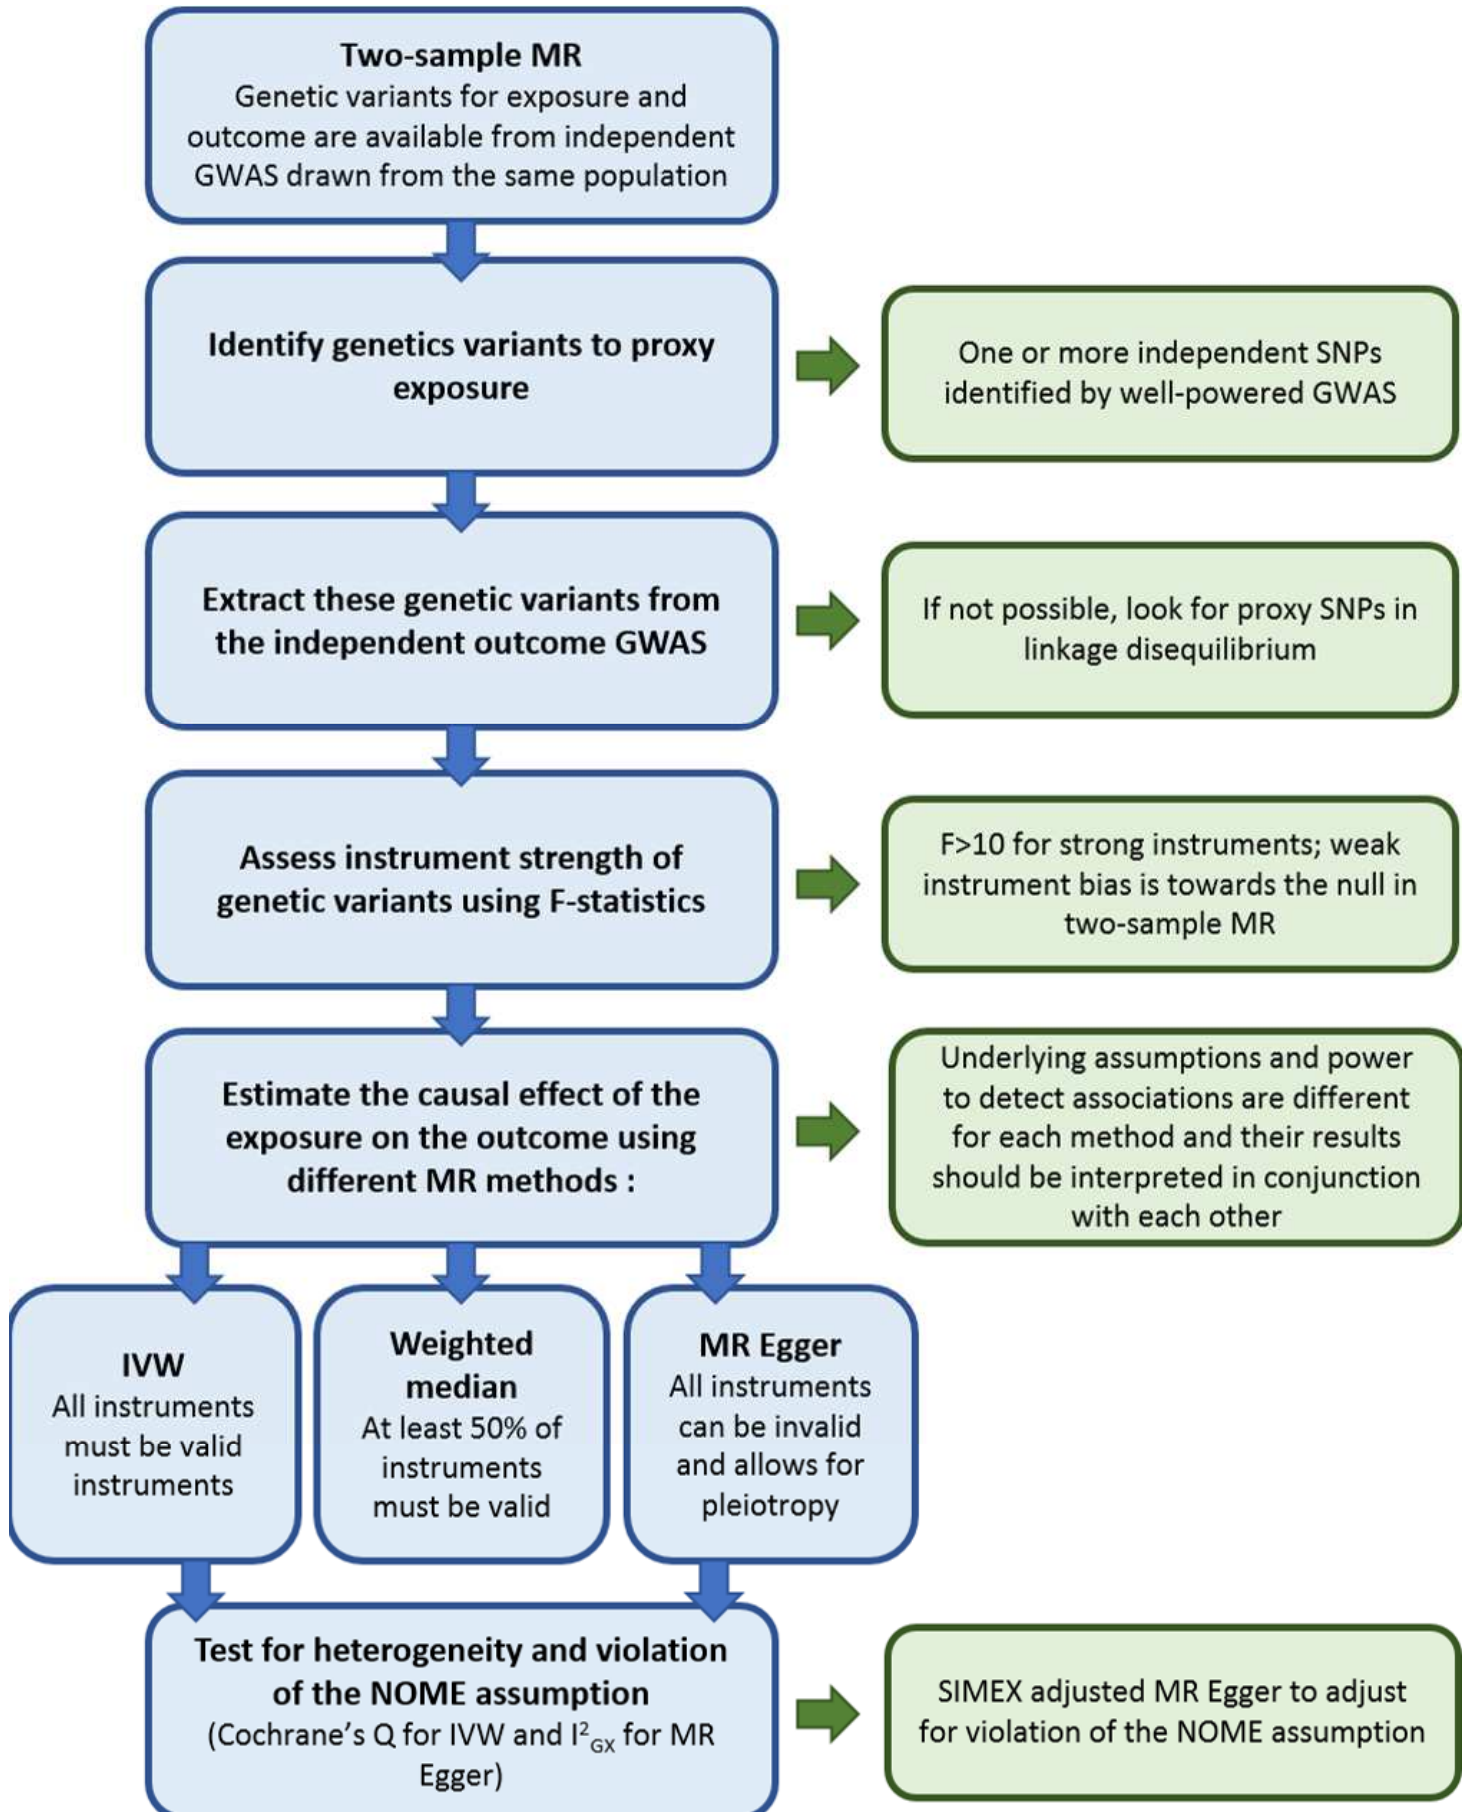 Two-sample MR
Genetic variants for exposure and
outcome are available from independent
GWAS drawn from the same population
Identify genetics variants to proxy
exposure
One or more independent SNPs
identified by well-powered GWAS
Extract these genetic variants from
the independent outcome GWAS
If not possible, look for proxy SNPs in
linkage disequilibrium
Assess instrument strength of
genetic variants using F-statistics
F>10 for strong instruments; weak
instrument bias is towards the null in
two-sample MR
Estimate the causal effect of the
exposure on the outcome using
different MR methods :
Underlying assumptions and power
to detect associations are different
for each method and their results
should be interpreted in conjunction
with each other
IVW
All instruments
must be valid
instruments
Weighted
median
At least 50% of
instruments
must be valid
MR Egger
All instruments
can be invalid
and allows for
pleiotropy
Test for heterogeneity and violation
of the NOME assumption
(Cochrane's Q for IVW and I²GX for MR
Egger)
SIMEX adjusted MR Egger to adjust
for violation of the NOME assumption